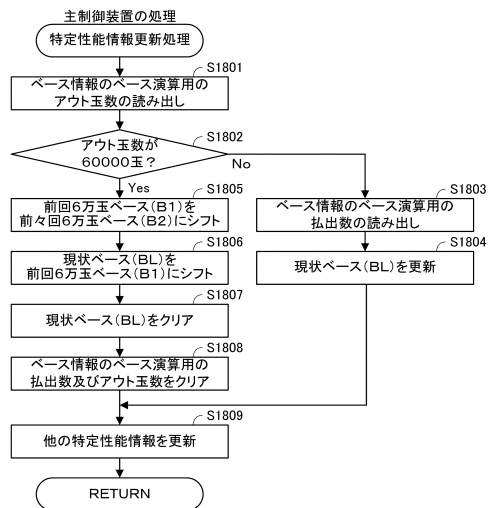 主制御装置の処理
特定性能情報更新処理
S1801
ベース情報のベース演算用の
アウト玉数の読み出し
S1802
アウト玉数が
60000玉?
No
Yes
S1805
前回6万玉ベース(B1)を
前々回6万玉ベース(B2)にシフト
S1803
ベース情報のベース演算用の
払出数の読み出し
S1806
現状ベース(BL)を
前回6万玉ベース(B1)にシフト
S1804
現状ベース(BL)を更新
S1807
現状ベース(BL)をクリア
S1808
ベース情報のベース演算用の
払出数及びアウト玉数をクリア
S1809
他の特定性能情報を更新
RETURN